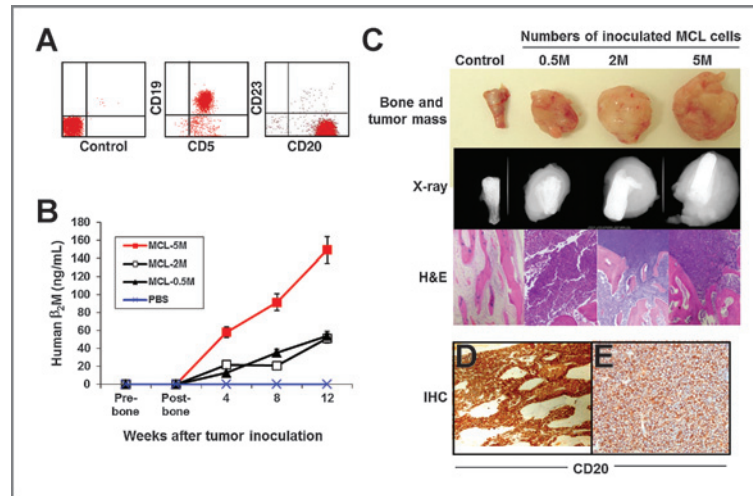 A
CD19
CD23
Control
CD5
CD20
B
Human β2M (ng/mL)
180
160
140
120
100
80
60
40
20
0
MCL-5M
MCL-2M
MCL-0.5M
PBS
Pre-bone
Post-bone
4
8
12
Weeks after tumor inoculation
C
Numbers of inoculated MCL cells
Control
0.5M
2M
5M
Bone and
tumor mass
X-ray
H&E
IHC
D
E
CD20